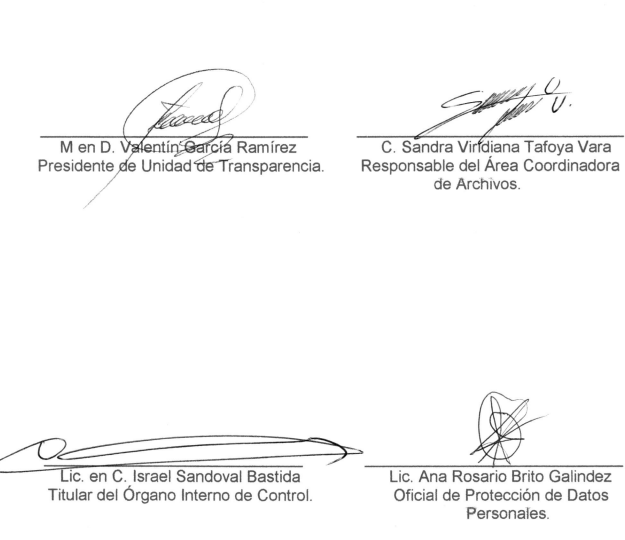 M en D. Valentín García Ramírez
Presidente de Unidad de Transparencia.
C. Sandra Viridiana Tafoya Vara
Responsable del Área Coordinadora
de Archivos.
Lic. en C. Israel Sandoval Bastida
Titular del Órgano Interno de Control.
Lic. Ana Rosario Brito Galindez
Oficial de Protección de Datos
Personales.